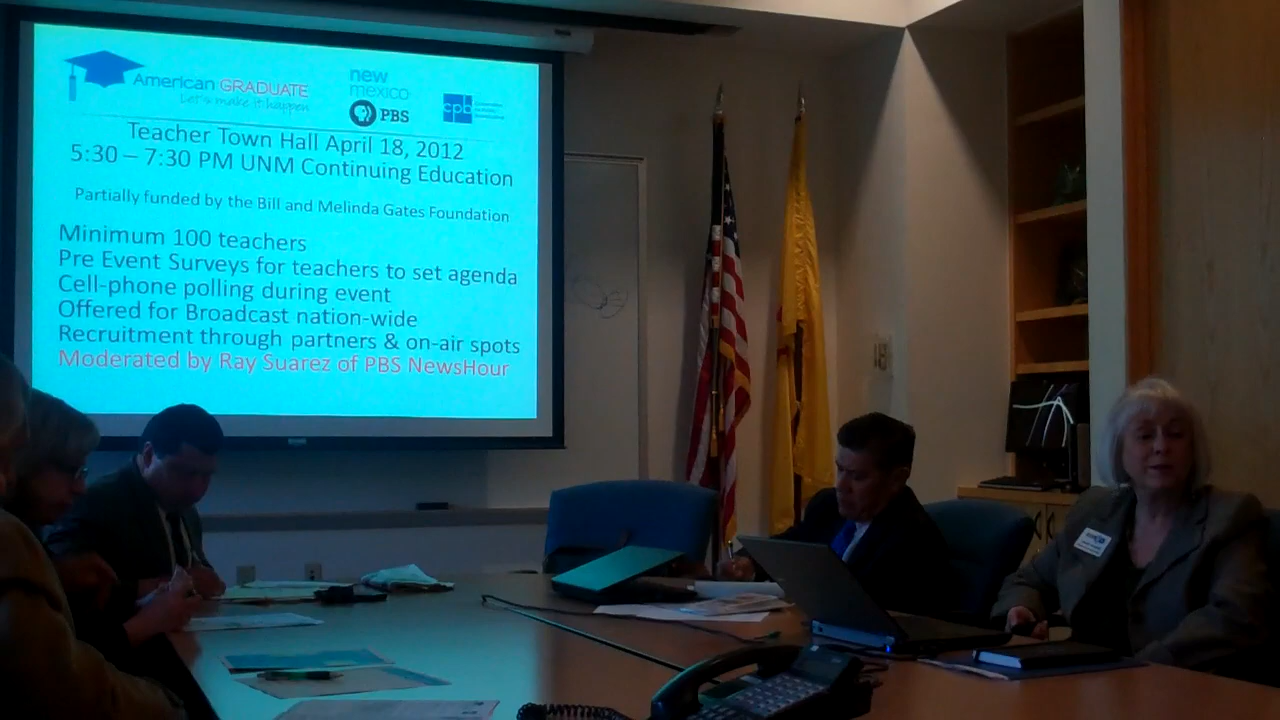 American GRADUATE
Let's make it happen
new
mexico
PBS
cpb
Teacher Town Hall April 18, 2012
5:30 – 7:30 PM UNM Continuing Education
Partially funded by the Bill and Melinda Gates Foundation
Minimum 100 teachers
Pre Event Surveys for teachers to set agenda
Cell-phone polling during event
Offered for Broadcast nation-wide
Recruitment through partners & on-air spots
Moderated by Ray Suarez of PBS NewsHour